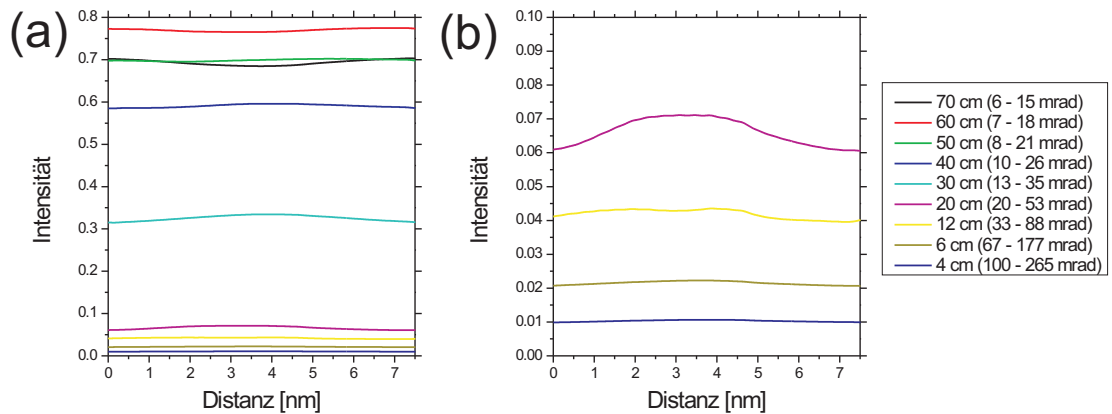 (a)
0.8
0.7
0.6
0.5
0.4
0.3
0.2
0.1
0.0
Intensität
0 1 2 3 4 5 6 7
Distanz [nm]
(b)
0.10
0.09
0.08
0.07
0.06
0.05
0.04
0.03
0.02
0.01
0.00
Intensität
0 1 2 3 4 5 6 7
Distanz [nm]
70 cm (6 - 15 mrad)
60 cm (7 - 18 mrad)
50 cm (8 - 21 mrad)
40 cm (10 - 26 mrad)
30 cm (13 - 35 mrad)
20 cm (20 - 53 mrad)
12 cm (33 - 88 mrad)
6 cm (67 - 177 mrad)
4 cm (100 - 265 mrad)